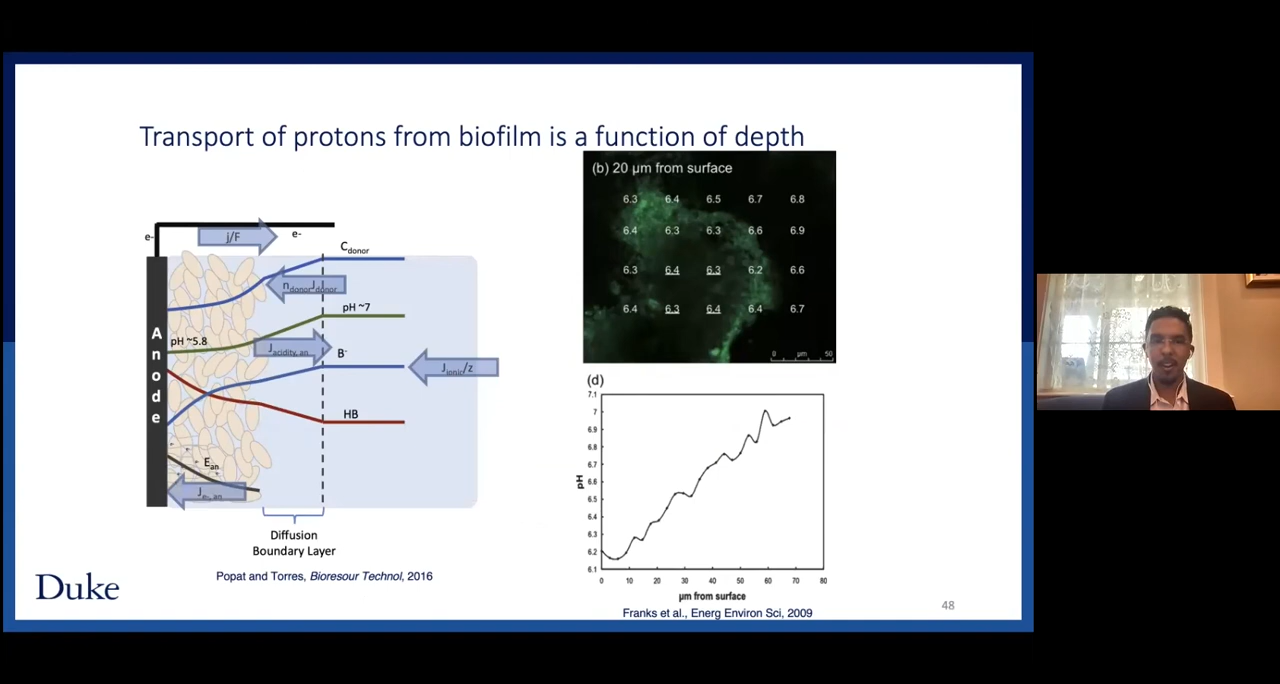 Transport of protons from biofilm is a function of depth
e-
j/F
e-
C donor
n donor J donor
pH ~7
pH ~5.8
J acidity, an
B-
J ionic/z
HB
Anode
E an
J e-, an
Diffusion
Boundary Layer
Popat and Torres, Bioresour Technol, 2016
Duke
(b) 20 µm from surface
6.3 6.4 6.5 6.7 6.8
6.4 6.3 6.3 6.6 6.9
6.3 6.4 6.3 6.2 6.6
6.4 6.3 6.4 6.4 6.7
0 µm 50
(d)
7.1
7
6.9
6.8
6.7
6.6
6.5
6.4
6.3
6.2
6.1
pH
0 10 20 30 40 50 60 70 80
µm from surface
Franks et al., Energ Environ Sci, 2009
48